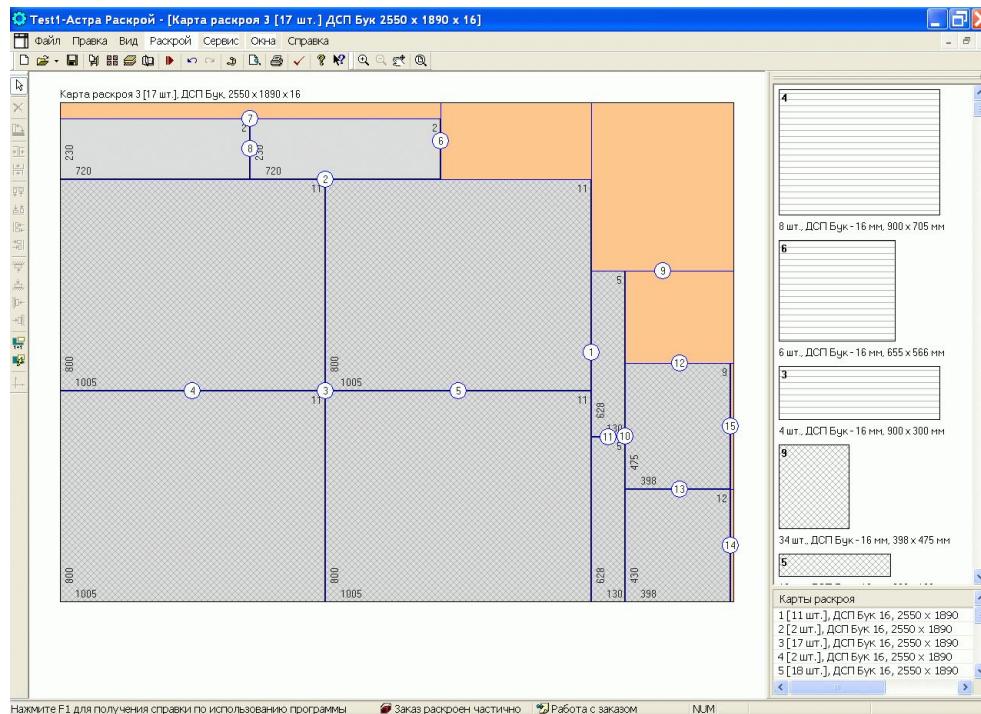 Test1-Астра Раскрой - [Карта раскроя 3 [17 шт.] ДСП Бук 2550 x 1890 x 16]
Файл Правка Вид Раскрой Сервис Окна Справка
Карта раскроя 3 [17 шт.], ДСП Бук, 2550 x 1890 x 16
7 2 2 6
230 8 230
720 720
2
11 11
9
5
1
12
9
800 800
1005 1005
4 3 5
11 11
628
130
15
11 10
5
475
398
13
12
14
800 800 628 430
1005 1005 130 398
4
8 шт., ДСП Бук - 16 мм, 900 x 705 мм
6
6 шт., ДСП Бук - 16 мм, 655 x 566 мм
3
4 шт., ДСП Бук - 16 мм, 900 x 300 мм
9
34 шт., ДСП Бук - 16 мм, 398 x 475 мм
5
Карты раскроя
1 [11 шт.], ДСП Бук 16, 2550 x 1890
2 [2 шт.], ДСП Бук 16, 2550 x 1890
3 [17 шт.], ДСП Бук 16, 2550 x 1890
4 [2 шт.], ДСП Бук 16, 2550 x 1890
5 [18 шт.], ДСП Бук 16, 2550 x 1890
Нажмите F1 для получения справки по использованию программы Заказ раскроен частично Работа с заказом NUM